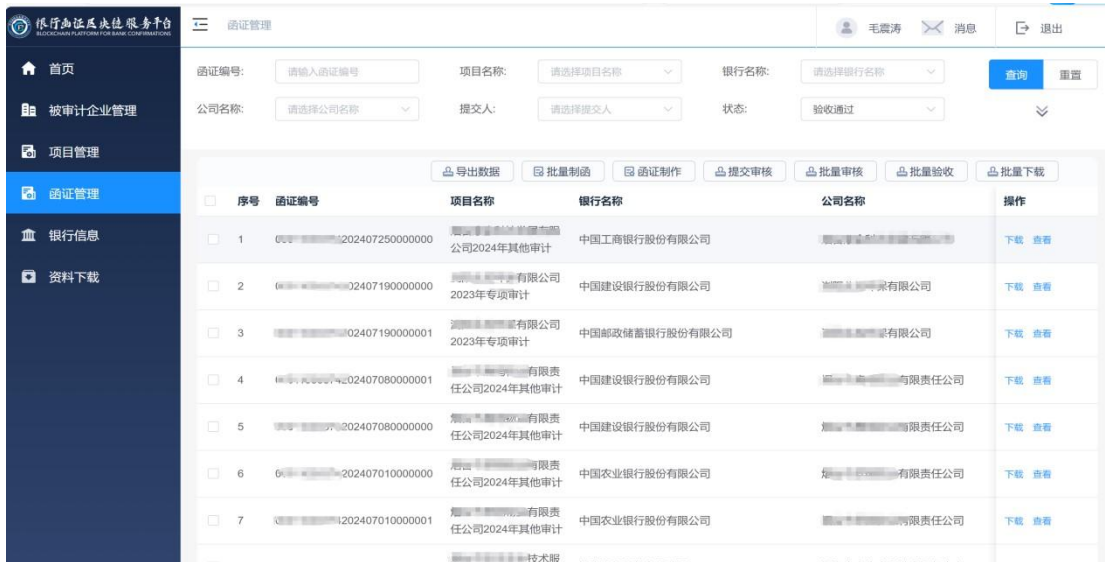 银行函证区块链服务平台
BLOCKCHAIN PLATFORM FOR BANK CONFIRMATIONS
函证管理
毛震涛 消息 退出
首页
被审计企业管理
项目管理
函证管理
银行信息
资料下载
函证编号: 请输入函证编号 项目名称: 请选择项目名称 银行名称: 请选择银行名称 查询 重置
公司名称: 请选择公司名称 提交人: 请选择提交人 状态: 验收通过
导出数据 批量制函 函证制作 提交审核 批量审核 批量验收 批量下载
序号 函证编号 项目名称 银行名称 公司名称 操作
1 202407250000000 公司2024年其他审计 中国工商银行股份有限公司 下载 查看
2 02407190000000 有限公司
2023年专项审计 中国建设银行股份有限公司 有限公司 下载 查看
3 02407190000001 有限公司
2023年专项审计 中国邮政储蓄银行股份有限公司 有限公司 下载 查看
4 202407080000001 有限责
任公司2024年其他审计 中国建设银行股份有限公司 有限责任公司 下载 查看
5 202407080000000 有限责
任公司2024年其他审计 中国建设银行股份有限公司 有限责任公司 下载 查看
6 202407010000000 有限责
任公司2024年其他审计 中国农业银行股份有限公司 有限责任公司 下载 查看
7 202407010000001 有限责
任公司2024年其他审计 中国农业银行股份有限公司 有限责任公司 下载 查看
技术服